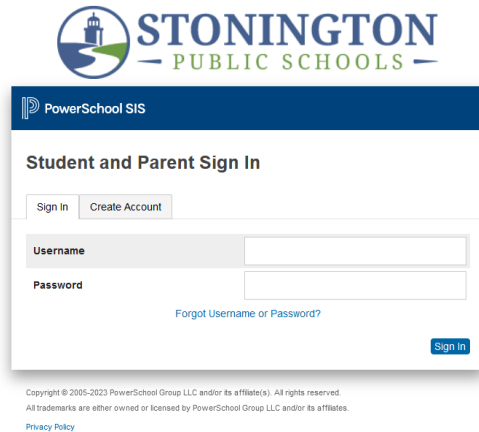 STONINGTON
PUBLIC SCHOOLS
PowerSchool SIS
Student and Parent Sign In
Sign In Create Account
Username
Password
Forgot Username or Password?
Sign In
Copyright © 2005-2023 PowerSchool Group LLC and/or its affiliate(s). All rights reserved.
All trademarks are either owned or licensed by PowerSchool Group LLC and/or its affiliates.
Privacy Policy